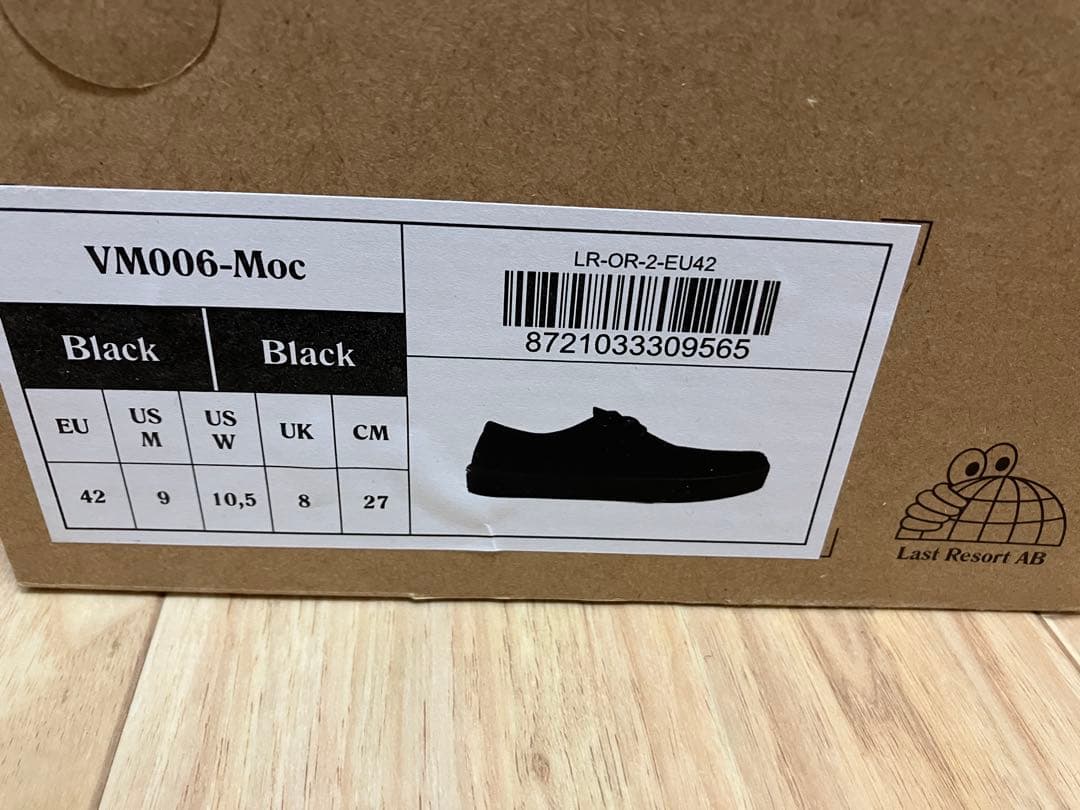 VM006-Moc
Black Black
EU US M US W UK CM
42 9 10,5 8 27
LR-OR-2-EU42
8721033309565
Last Resort AB